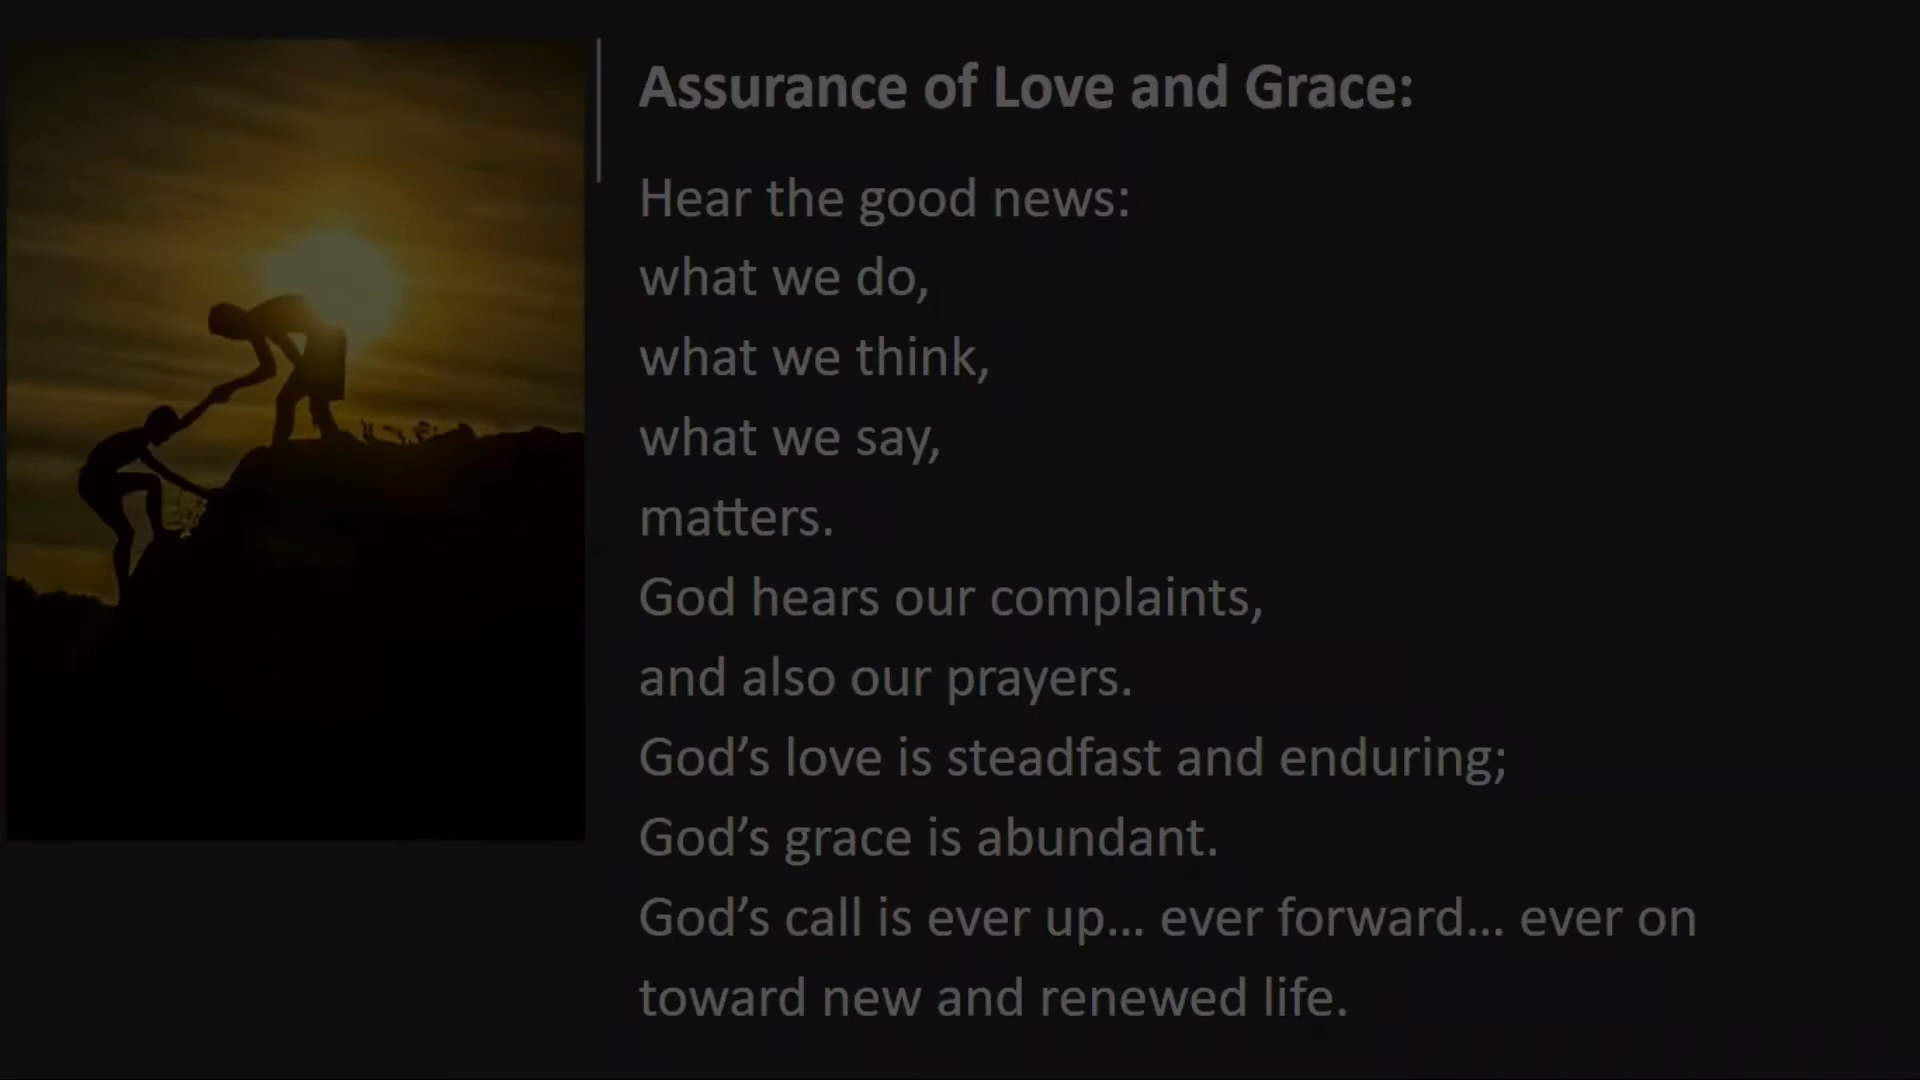 Assurance of Love and Grace:
Hear the good news:
what we do,
what we think,
what we say,
matters.
God hears our complaints,
and also our prayers.
God’s love is steadfast and enduring;
God’s grace is abundant.
God’s call is ever up... ever forward... ever on
toward new and renewed life.